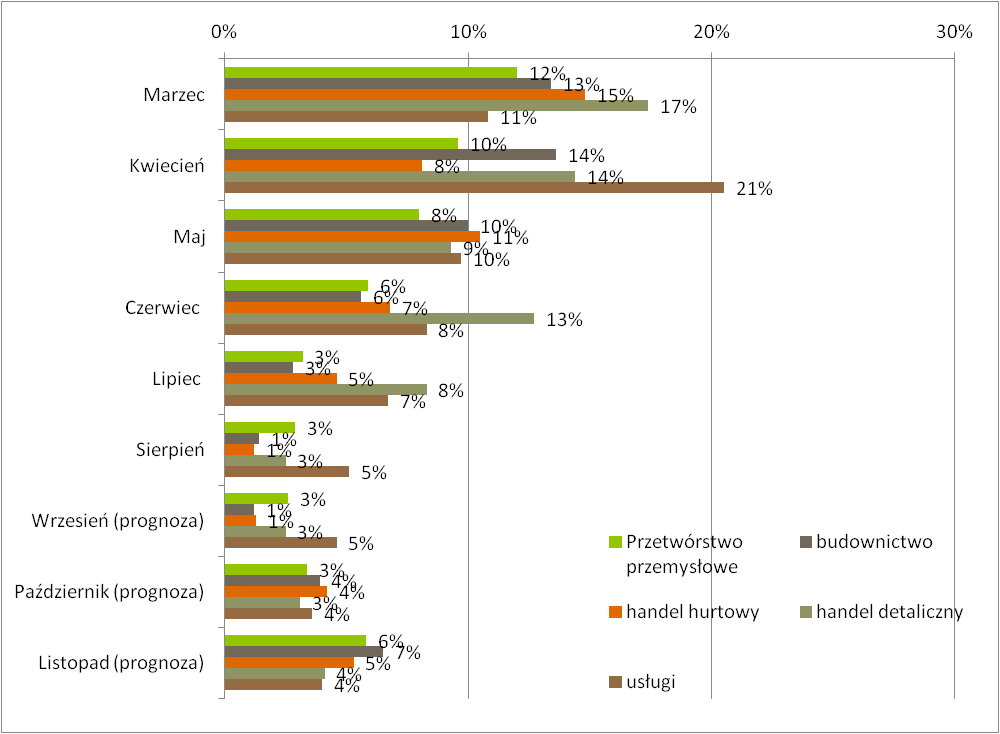 0% 10% 20% 30%
Marzec
12%
13%
15%
17%
11%
Kwiecień
10%
14%
8%
14%
21%
Maj
8%
10%
11%
9%
10%
Czerwiec
6%
6%
7%
13%
8%
Lipiec
3%
3%
5%
8%
7%
Sierpień
3%
1%
1%
3%
5%
Wrzesień (prognoza)
3%
1%
1%
3%
5%
Październik (prognoza)
3%
4%
4%
3%
4%
Listopad (prognoza)
6%
7%
5%
4%
4%
Przetwórstwo
przemysłowe
budownictwo
handel hurtowy
handel detaliczny
usługi